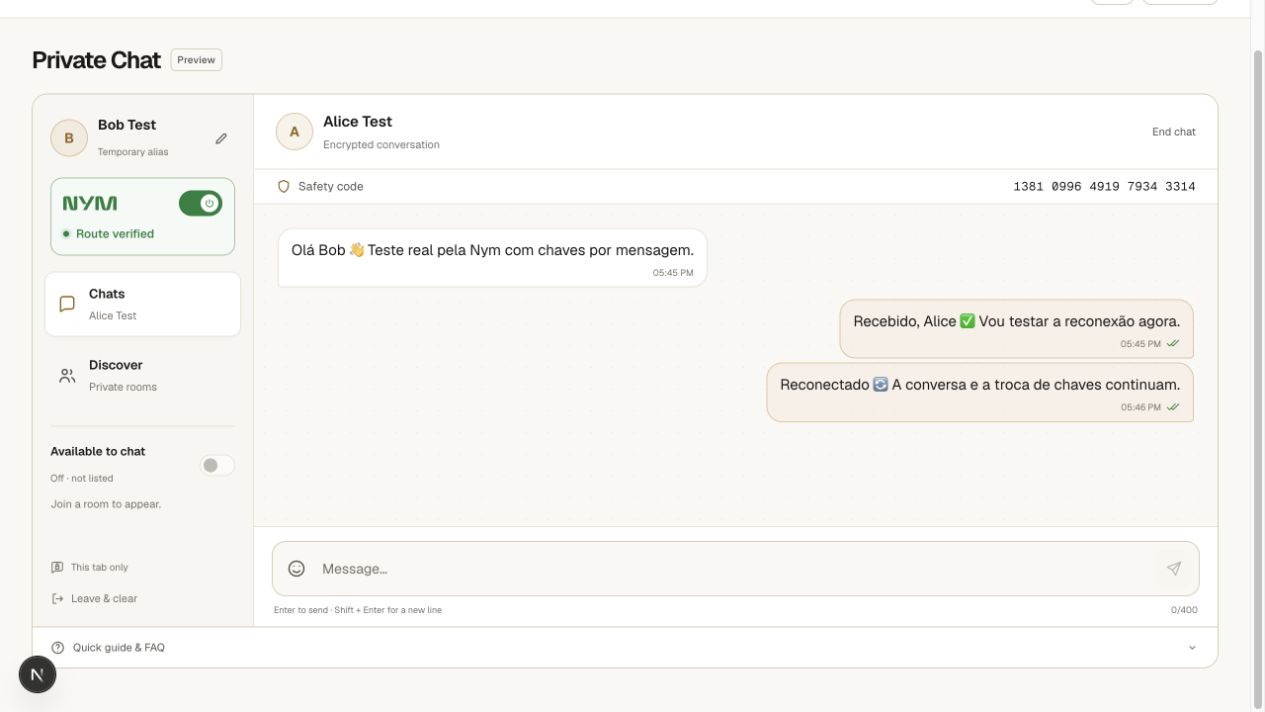 Private Chat Preview
B Bob Test
Temporary alias
NYM
Route verified
Chats
Alice Test
Discover
Private rooms
Available to chat
Off · not listed
Join a room to appear.
This tab only
Leave & clear
A Alice Test
Encrypted conversation
End chat
Safety code 1381 0996 4919 7934 3314
Olá Bob 👋 Teste real pela Nym com chaves por mensagem.
05:45 PM
Recebido, Alice ✅ Vou testar a reconexão agora.
05:45 PM
Reconectado 🔄 A conversa e a troca de chaves continuam.
05:46 PM
Message...
Enter to send · Shift + Enter for a new line 0/400
Quick guide & FAQ
N